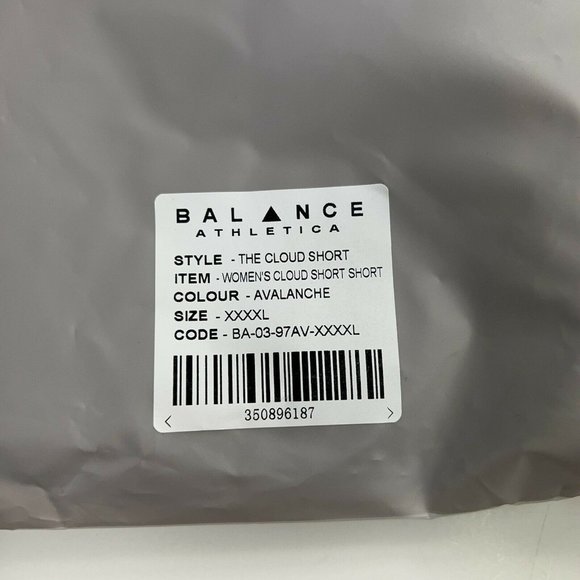 BAL▲NCE
ATHLETICA
STYLE - THE CLOUD SHORT
ITEM - WOMEN'S CLOUD SHORT SHORT
COLOUR - AVALANCHE
SIZE - XXXXL
CODE - BA-03-97AV-XXXXL
350896187